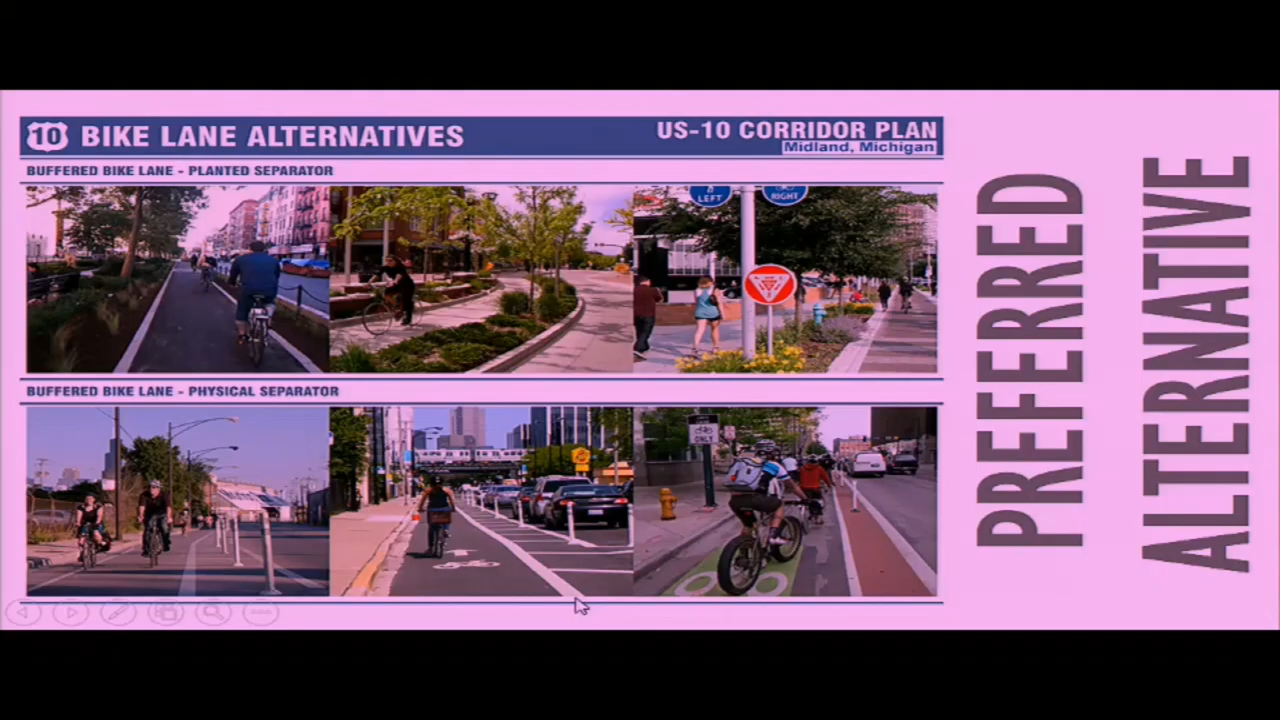 10 BIKE LANE ALTERNATIVES
US-10 CORRIDOR PLAN
Midland, Michigan
BUFFERED BIKE LANE - PLANTED SEPARATOR
LEFT
RIGHT
BUFFERED BIKE LANE - PHYSICAL SEPARATOR
ONLY
PREFERRED
ALTERNATIVE